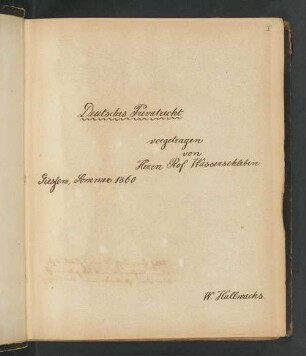 I
Deutsches Privatrecht
vorgetragen
von
Herrn Prof. Wasserschleben
Giessen, Sommer 1860
W. Hallwachs.